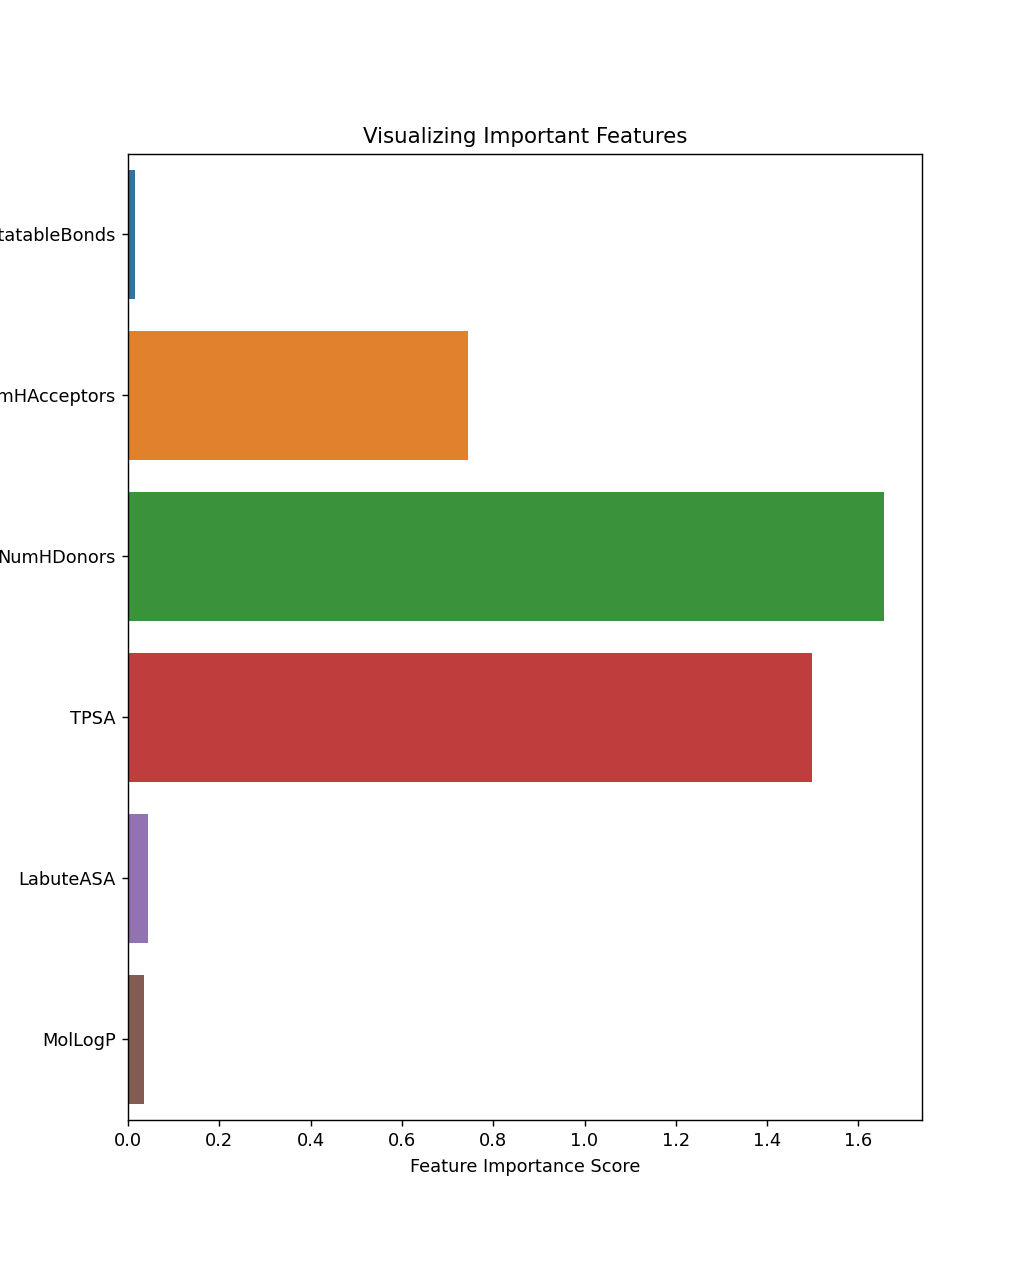 Visualizing Important Features
tatableBonds
mHAcceptors
NumHDonors
TPSA
LabuteASA
MolLogP
0.0 0.2 0.4 0.6 0.8 1.0 1.2 1.4 1.6
Feature Importance Score